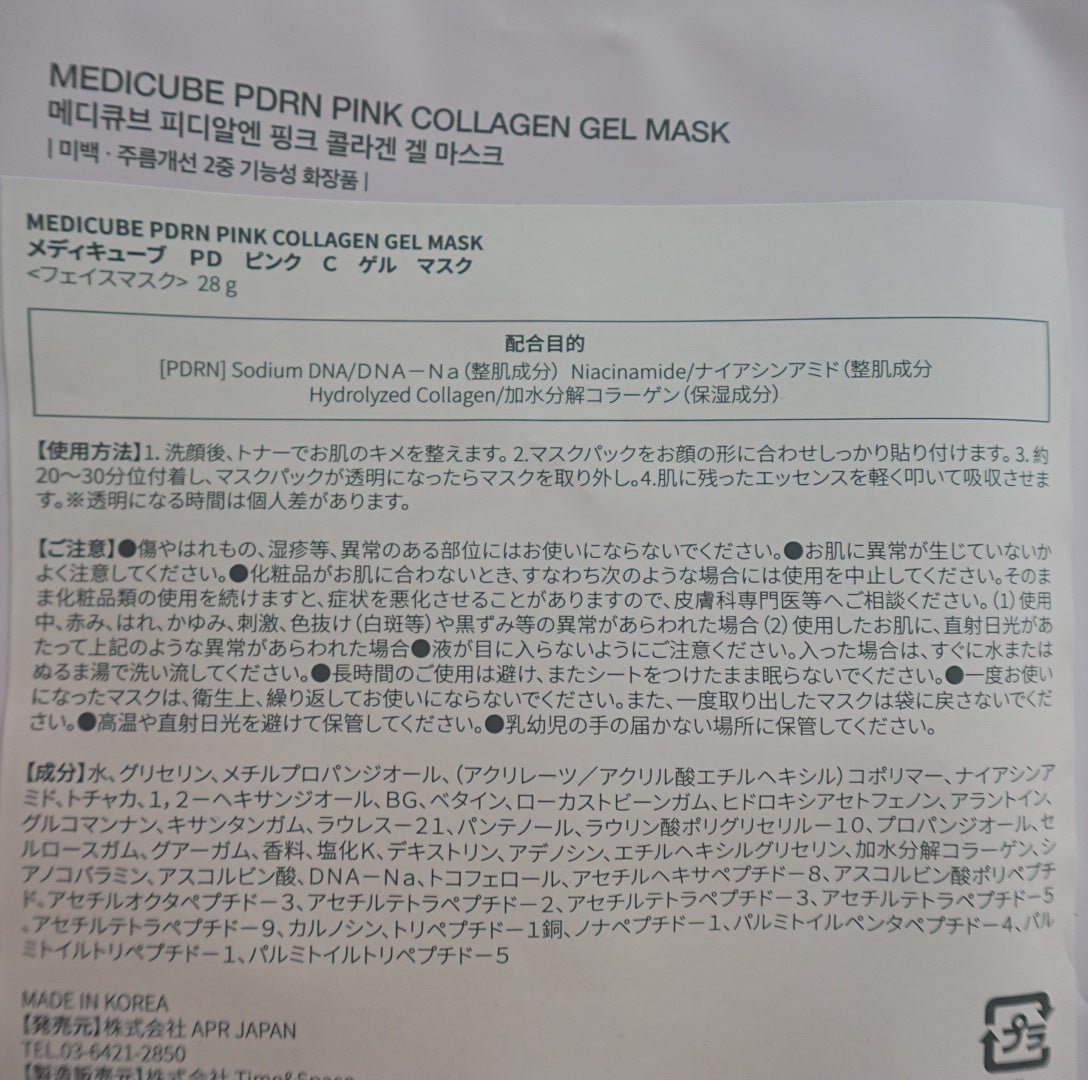 MEDICUBE PDRN PINK COLLAGEN GEL MASK
메디큐브 피디알엔 핑크 콜라겐 겔 마스크
| 미백 · 주름개선 2중 기능성 화장품 |
MEDICUBE PDRN PINK COLLAGEN GEL MASK
メディキューブ　PD　ピンク　C　ゲル　マスク
<フェイスマスク> 28 g
配合目的
[PDRN] Sodium DNA/DNA－Na（整肌成分） Niacinamide/ナイアシンアミド（整肌成分
Hydrolyzed Collagen/加水分解コラーゲン（保湿成分）
【使用方法】1. 洗顔後、トナーでお肌のキメを整えます。2.マスクパックをお顔の形に合わせしっかり貼り付けます。3. 約
20～30分位付着し、マスクパックが透明になったらマスクを取り外し。4.肌に残ったエッセンスを軽く叩いて吸収させま
す。※透明になる時間は個人差があります。
【ご注意】●傷やはれもの、湿疹等、異常のある部位にはお使いにならないでください。●お肌に異常が生じていないか
よく注意してください。●化粧品がお肌に合わないとき、すなわち次のような場合には使用を中止してください。そのま
ま化粧品類の使用を続けますと、症状を悪化させることがありますので、皮膚科専門医等へご相談ください。（1）使用
中、赤み、はれ、かゆみ、刺激、色抜け（白斑等）や黒ずみ等の異常があらわれた場合（2）使用したお肌に、直射日光があ
たって上記のような異常があらわれた場合●液が目に入らないようにご注意ください。入った場合は、すぐに水または
ぬるま湯で洗い流してください。●長時間のご使用は避け、またシートをつけたまま眠らないでください。●一度お使い
になったマスクは、衛生上、繰り返してお使いにならないでください。また、一度取り出したマスクは袋に戻さないでくだ
さい。●高温や直射日光を避けて保管してください。●乳幼児の手の届かない場所に保管してください。
【成分】水、グリセリン、メチルプロパンジオール、（アクリレーツ／アクリル酸エチルヘキシル）コポリマー、ナイアシンア
ミド、トチャカ、1，2－ヘキサンジオール、BG、ベタイン、ローカストビーンガム、ヒドロキシアセトフェノン、アラントイン、
グルコマンナン、キサンタンガム、ラウレス－21、パンテノール、ラウリン酸ポリグリセリル－10、プロパンジオール、セ
ルロースガム、グアーガム、香料、塩化K、デキストリン、アデノシン、エチルヘキシルグリセリン、加水分解コラーゲン、シ
アノコバラミン、アスコルビン酸、DNA－Na、トコフェロール、アセチルヘキサペプチド－8、アスコルビン酸ポリペプチ
ド、アセチルオクタペプチド－3、アセチルテトラペプチド－2、アセチルテトラペプチド－3、アセチルテトラペプチド－5
、アセチルテトラペプチド－9、カルノシン、トリペプチド－1銅、ノナペプチド－1、パルミトイルペンタペプチド－4、パル
ミトイルトリペプチド－1、パルミトイルトリペプチド－5
MADE IN KOREA
【発売元】株式会社 APR JAPAN
TEL.03-6421-2850
【製造販売元】株式会社 Time&Space
プラ